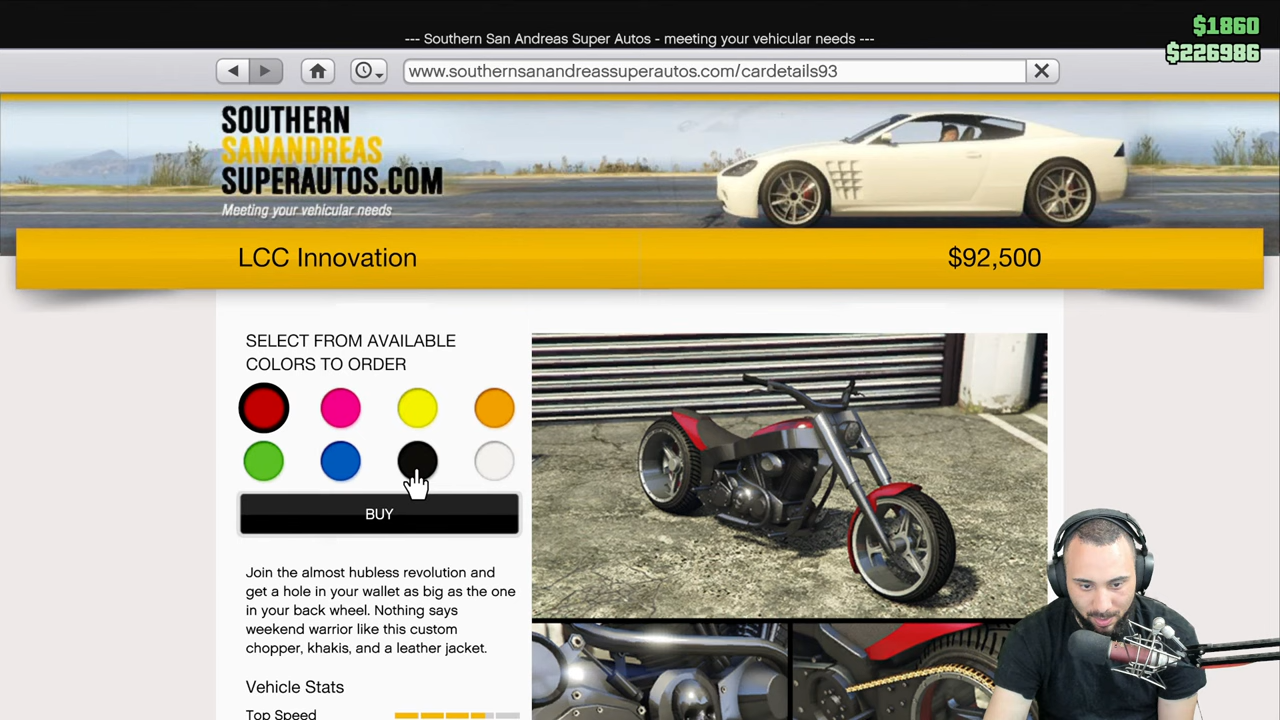 $1860
--- Southern San Andreas Super Autos - meeting your vehicular needs ---
$226986
www.southernsanandreassuperautos.com/cardetails93
SOUTHERN
SANANDREAS
SUPERAUTOS.COM
Meeting your vehicular needs
LCC Innovation
$92,500
SELECT FROM AVAILABLE
COLORS TO ORDER
BUY
Join the almost hubless revolution and
get a hole in your wallet as big as the one
in your back wheel. Nothing says
weekend warrior like this custom
chopper, khakis, and a leather jacket.
Vehicle Stats
Top Speed